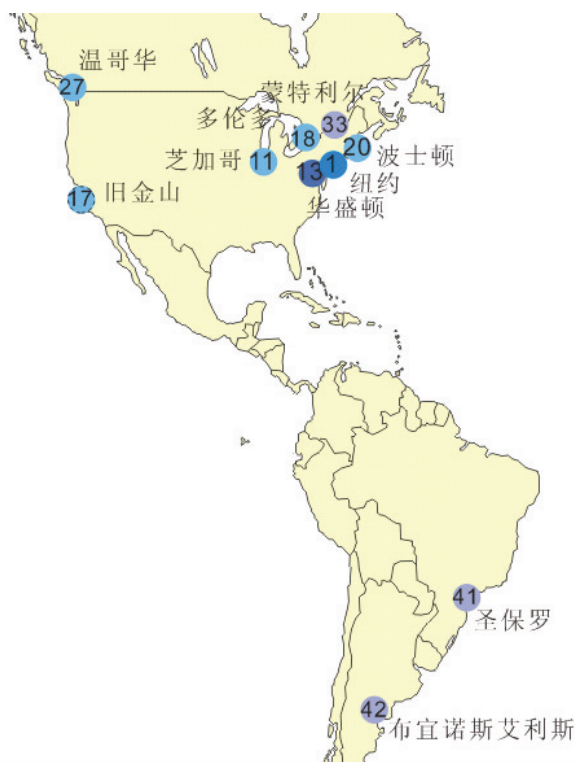 温哥华
27
蒙特利尔
多伦多
33
18
20
波士顿
芝加哥
11
13
1
纽约
17
旧金山
华盛顿
41
圣保罗
42
布宜诺斯艾利斯